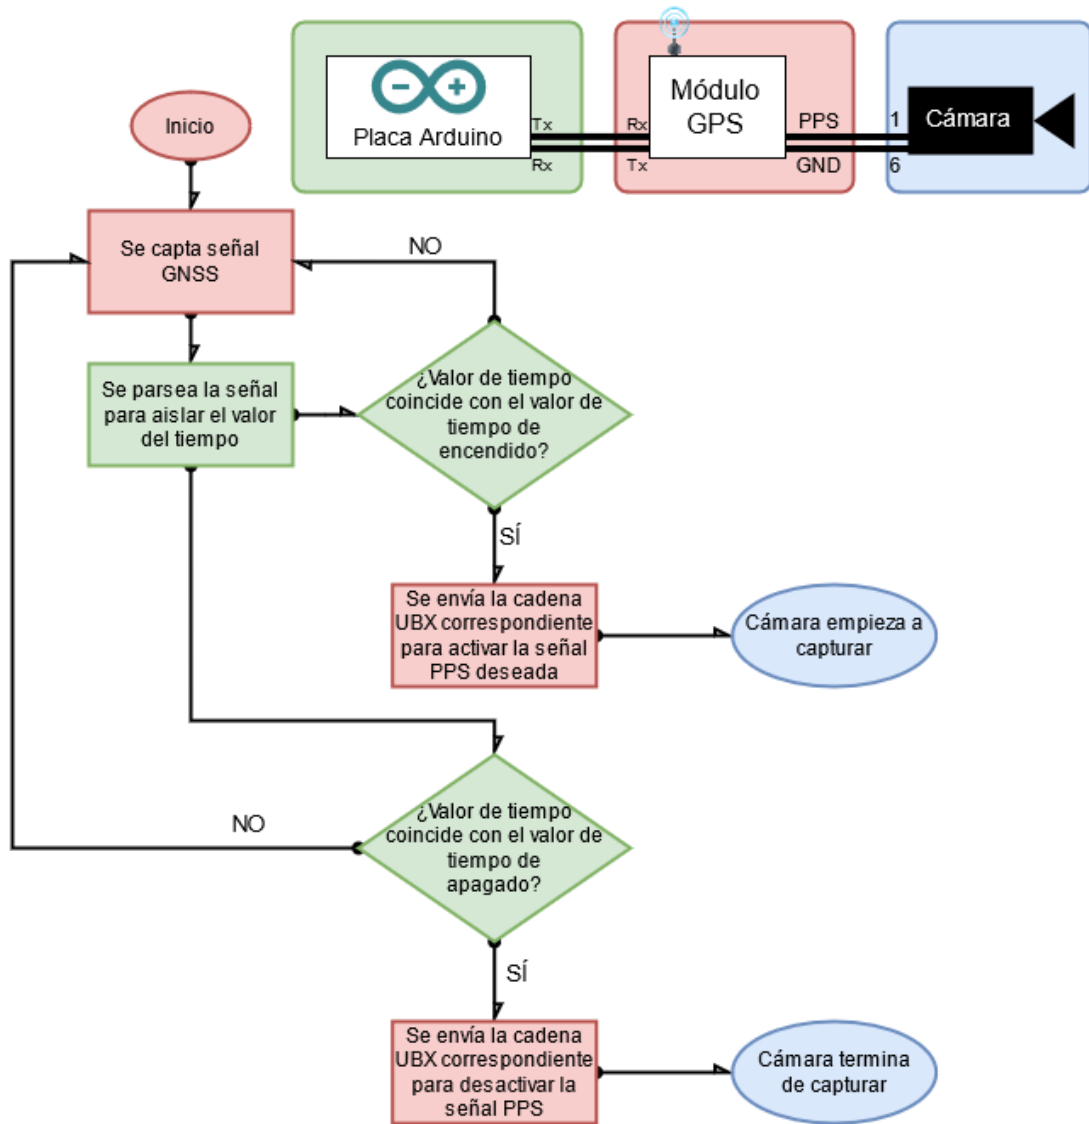 Inicio
Placa Arduino
Tx
Rx
Rx
Tx
Módulo
GPS
PPS
GND
1
6
Cámara
Se capta señal
GNSS
NO
Se parsea la señal
para aislar el valor
del tiempo
¿Valor de tiempo
coincide con el valor de
tiempo de
encendido?
SÍ
Se envía la cadena
UBX correspondiente
para activar la señal
PPS deseada
Cámara empieza a
capturar
NO
¿Valor de tiempo
coincide con el valor de
tiempo de
apagado?
SÍ
Se envía la cadena
UBX correspondiente
para desactivar la
señal PPS
Cámara termina
de capturar